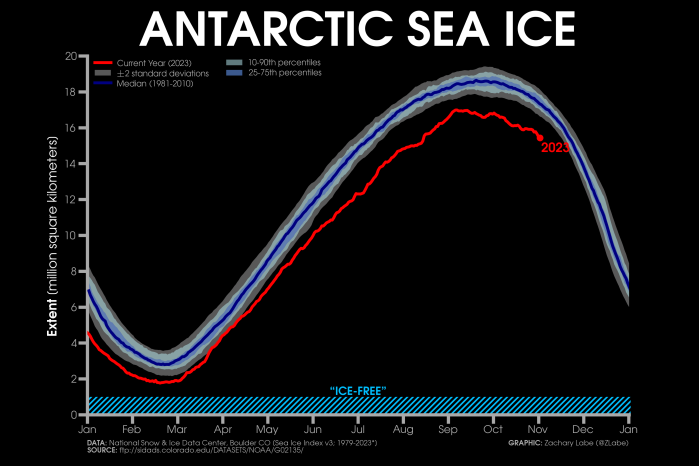 ANTARCTIC SEA ICE
Current Year (2023)
±2 standard deviations
Median (1981-2010)
10-90th percentiles
25-75th percentiles
Extent (million square kilometers)
20
18
16
14
12
10
8
6
4
2
0
2023
"ICE-FREE"
Jan Feb Mar Apr May Jun Jul Aug Sep Oct Nov Dec Jan
DATA: National Snow & Ice Data Center, Boulder CO (Sea Ice Index v3; 1979-2023*)
SOURCE: ftp://sidads.colorado.edu/DATASETS/NOAA/G02135/
GRAPHIC: Zachary Labe (@ZLabe)